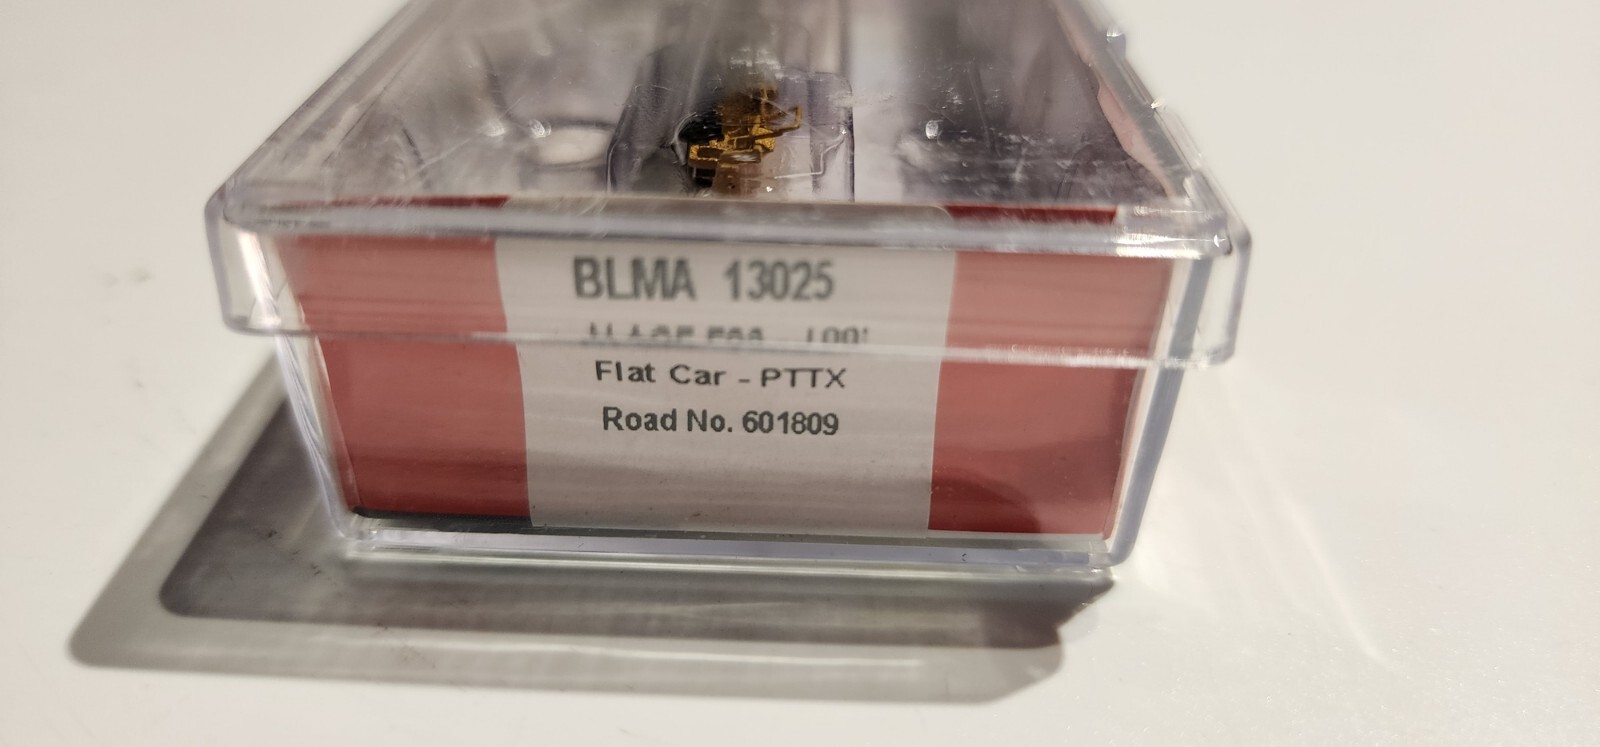 BLMA 13025
Flat Car - PTTX
Road No. 601809